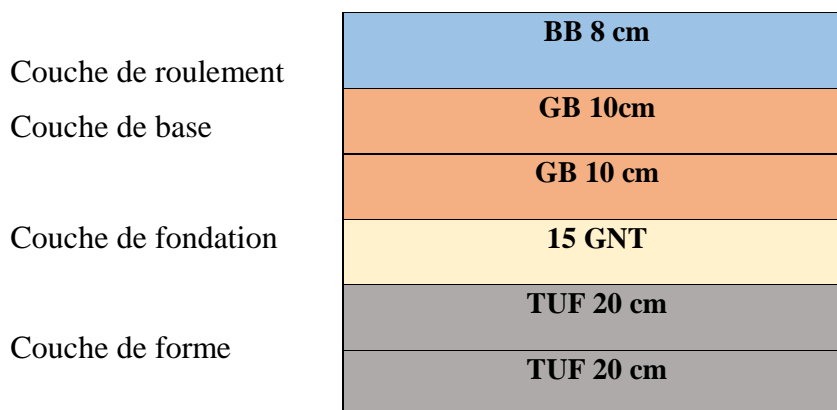 BB 8 cm
Couche de roulement
GB 10cm
Couche de base
GB 10 cm
Couche de fondation
15 GNT
TUF 20 cm
Couche de forme
TUF 20 cm